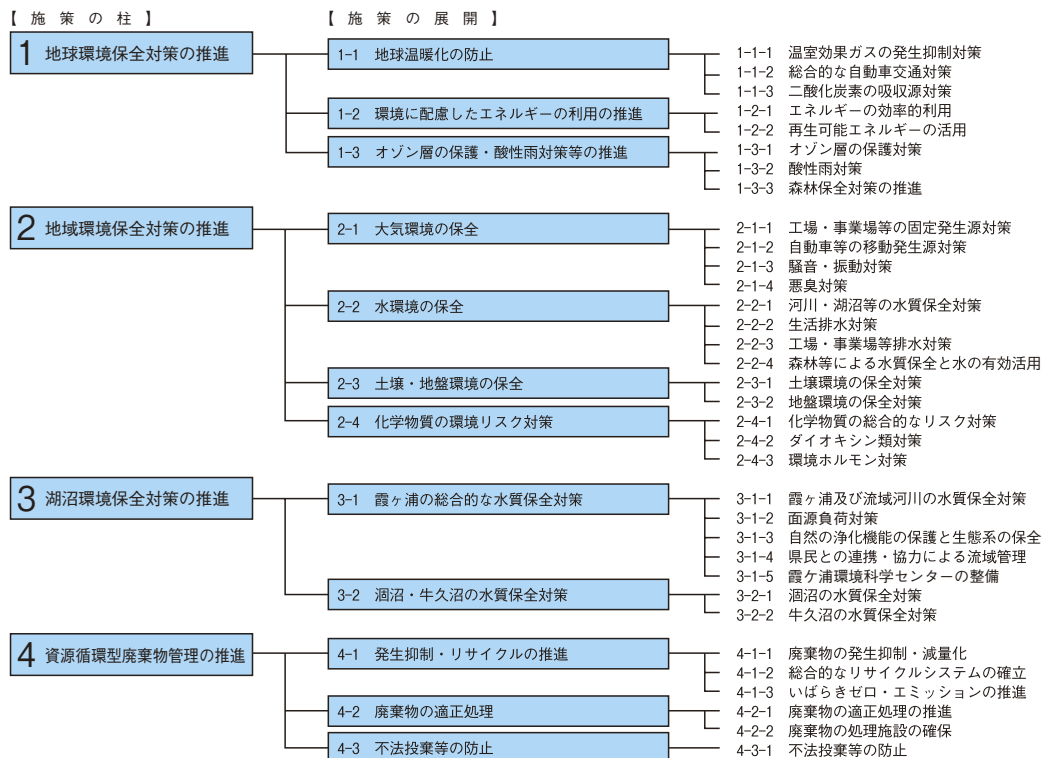 【 施 策 の 柱 】
【 施 策 の 展 開 】
1 地球環境保全対策の推進
1-1 地球温暖化の防止
1-1-1 温室効果ガスの発生抑制対策
1-1-2 総合的な自動車交通対策
1-1-3 二酸化炭素の吸収源対策
1-2 環境に配慮したエネルギーの利用の推進
1-2-1 エネルギーの効率的利用
1-2-2 再生可能エネルギーの活用
1-3 オゾン層の保護・酸性雨対策等の推進
1-3-1 オゾン層の保護対策
1-3-2 酸性雨対策
1-3-3 森林保全対策の推進
2 地域環境保全対策の推進
2-1 大気環境の保全
2-1-1 工場・事業場等の固定発生源対策
2-1-2 自動車等の移動発生源対策
2-1-3 騒音・振動対策
2-1-4 悪臭対策
2-2 水環境の保全
2-2-1 河川・湖沼等の水質保全対策
2-2-2 生活排水対策
2-2-3 工場・事業場等排水対策
2-2-4 森林等による水質保全と水の有効活用
2-3 土壌・地盤環境の保全
2-3-1 土壌環境の保全対策
2-3-2 地盤環境の保全対策
2-4 化学物質の環境リスク対策
2-4-1 化学物質の総合的なリスク対策
2-4-2 ダイオキシン類対策
2-4-3 環境ホルモン対策
3 湖沼環境保全対策の推進
3-1 霞ヶ浦の総合的な水質保全対策
3-1-1 霞ヶ浦及び流域河川の水質保全対策
3-1-2 面源負荷対策
3-1-3 自然の浄化機能の保護と生態系の保全
3-1-4 県民との連携・協力による流域管理
3-1-5 霞ケ浦環境科学センターの整備
3-2 涸沼・牛久沼の水質保全対策
3-2-1 涸沼の水質保全対策
3-2-2 牛久沼の水質保全対策
4 資源循環型廃棄物管理の推進
4-1 発生抑制・リサイクルの推進
4-1-1 廃棄物の発生抑制・減量化
4-1-2 総合的なリサイクルシステムの確立
4-1-3 いばらきゼロ・エミッションの推進
4-2 廃棄物の適正処理
4-2-1 廃棄物の適正処理の推進
4-2-2 廃棄物の処理施設の確保
4-3 不法投棄等の防止
4-3-1 不法投棄等の防止